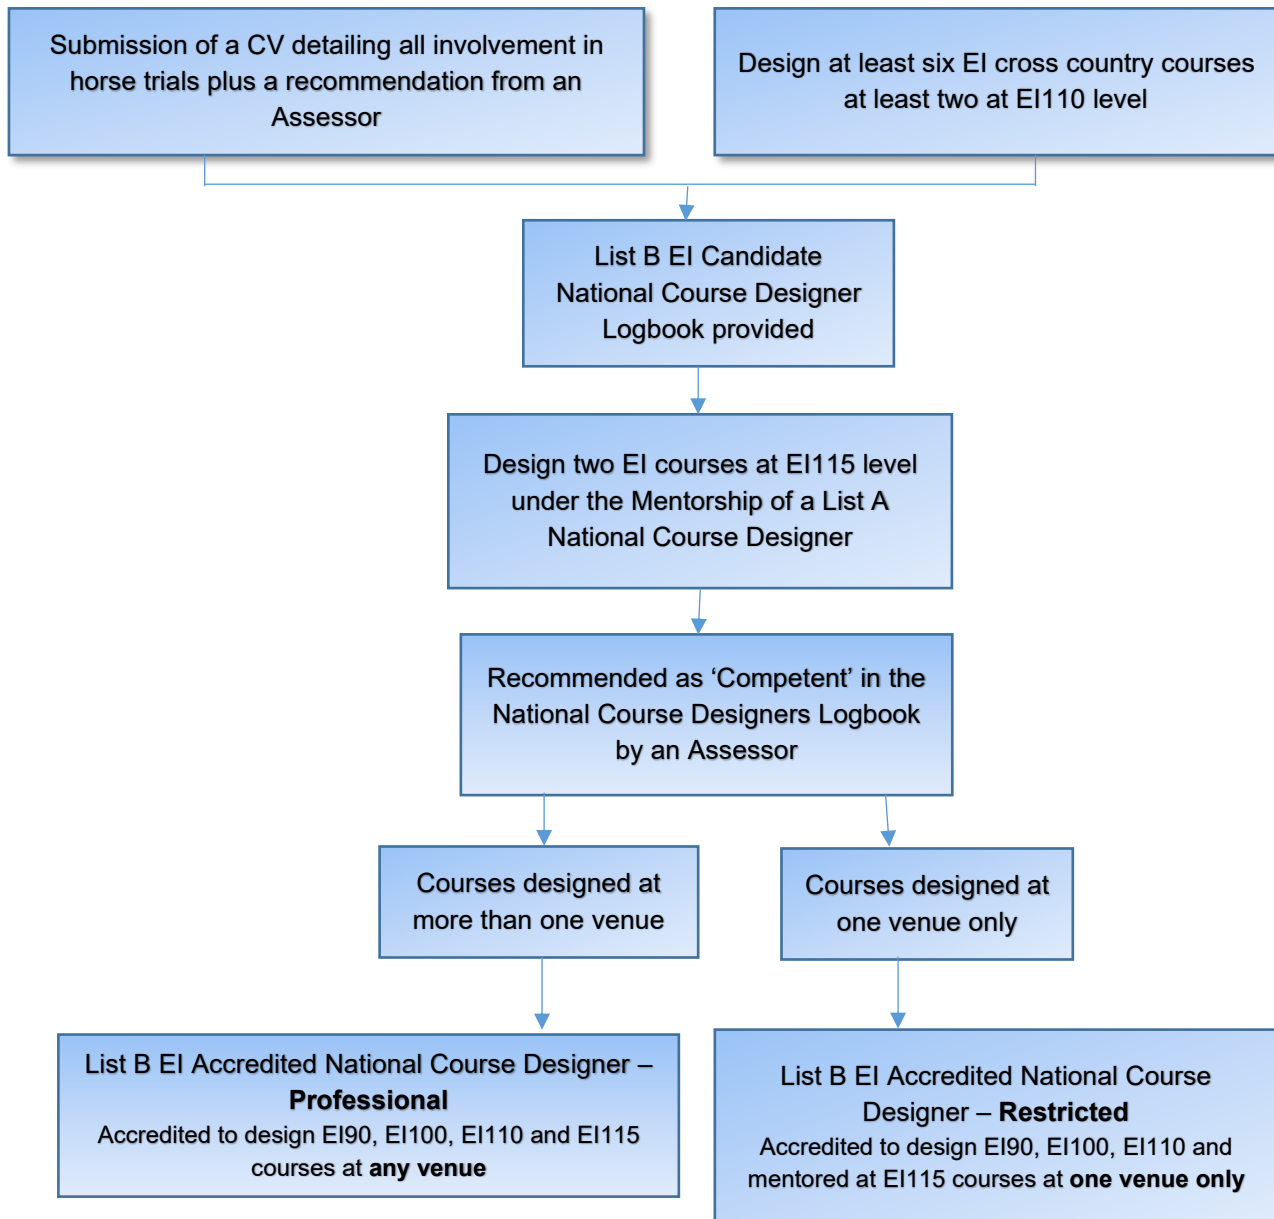 Submission of a CV detailing all involvement in
horse trials plus a recommendation from an
Assessor
Design at least six EI cross country courses
at least two at EI110 level
List B EI Candidate
National Course Designer
Logbook provided
Design two EI courses at EI115 level
under the Mentorship of a List A
National Course Designer
Recommended as ‘Competent’ in the
National Course Designers Logbook
by an Assessor
Courses designed at
more than one venue
Courses designed at
one venue only
List B EI Accredited National Course Designer –
Professional
Accredited to design EI90, EI100, EI110 and EI115
courses at any venue
List B EI Accredited National Course
Designer – Restricted
Accredited to design EI90, EI100, EI110 and
mentored at EI115 courses at one venue only